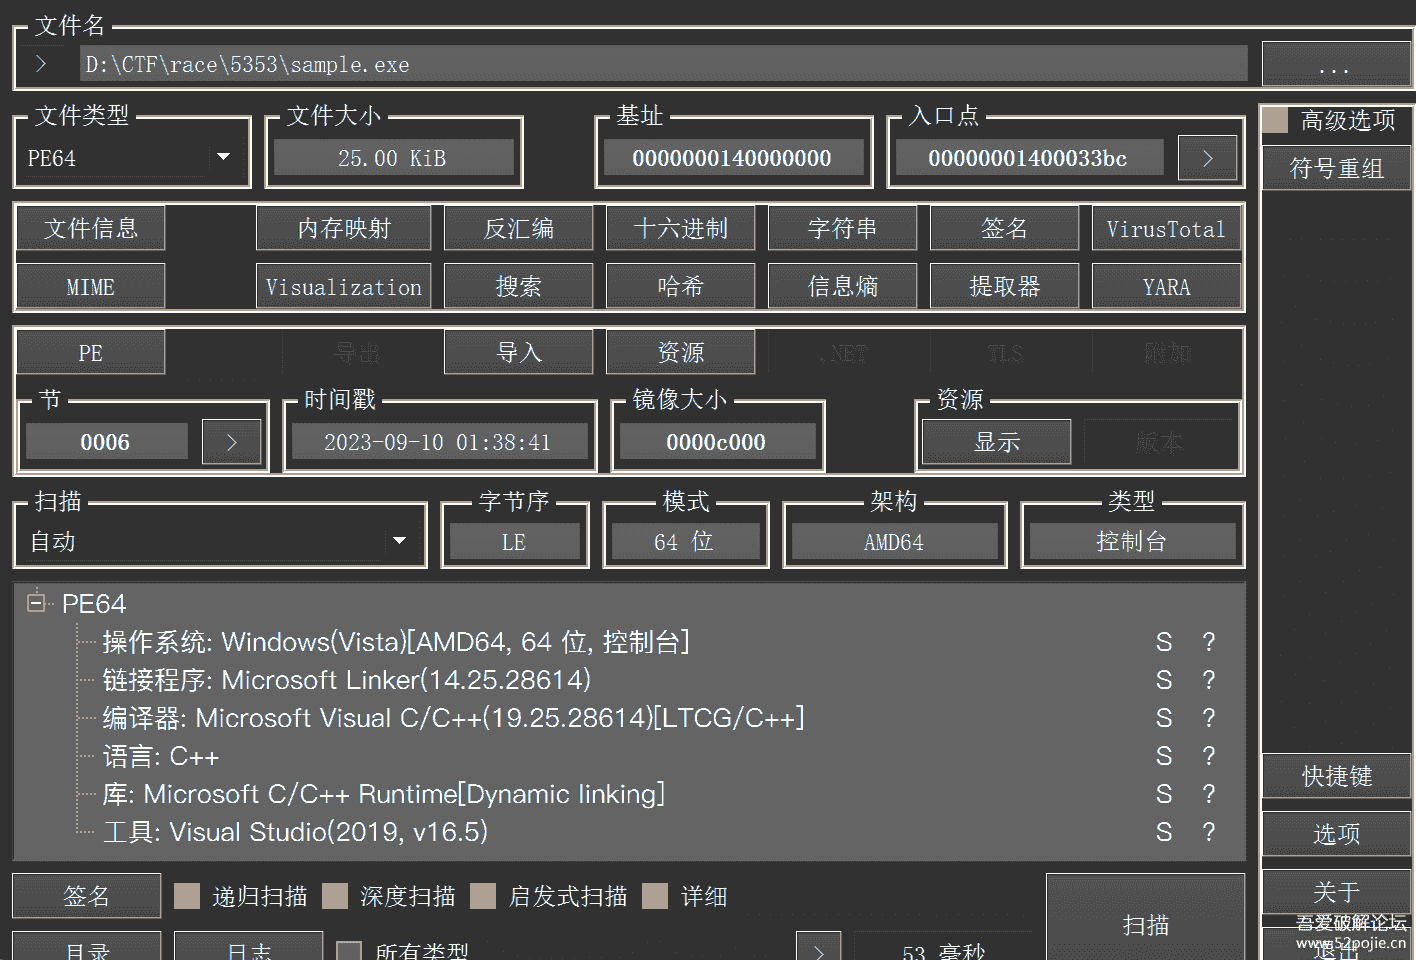 文件名
> D:\CTF\race\5353\sample.exe ...
文件类型 文件大小 基址 入口点 高级选项
PE64 25.00 KiB 0000000140000000 00000001400033bc > 符号重组
文件信息 内存映射 反汇编 十六进制 字符串 签名 VirusTotal
MIME Visualization 搜索 哈希 信息熵 提取器 YARA
PE 导出 导入 资源 .NET TLS 附加
节 时间戳 镜像大小 资源
0006 > 2023-09-10 01:38:41 0000c000 显示 版本
扫描 字节序 模式 架构 类型
自动 LE 64 位 AMD64 控制台
PE64
操作系统: Windows(Vista)[AMD64, 64 位, 控制台] S ?
链接程序: Microsoft Linker(14.25.28614) S ?
编译器: Microsoft Visual C/C++(19.25.28614)[LTCG/C++] S ?
语言: C++ S ?
库: Microsoft C/C++ Runtime[Dynamic linking] S ?
工具: Visual Studio(2019, v16.5) S ?
快捷键
选项
关于
签名 递归扫描 深度扫描 启发式扫描 详细 扫描
目录 日志 所有类型 > 53 毫秒 退出
吾爱破解论坛
www.52pojie.cn